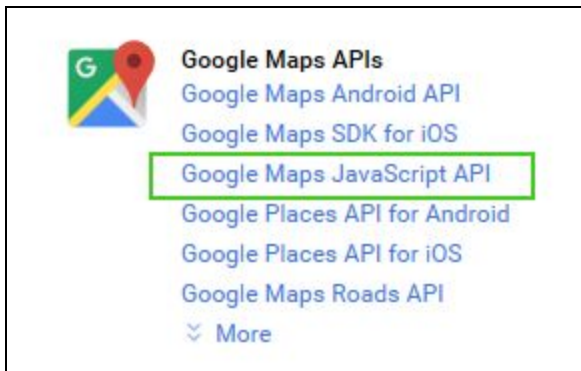 G
Google Maps APIs
Google Maps Android API
Google Maps SDK for iOS
Google Maps JavaScript API
Google Places API for Android
Google Places API for iOS
Google Maps Roads API
More